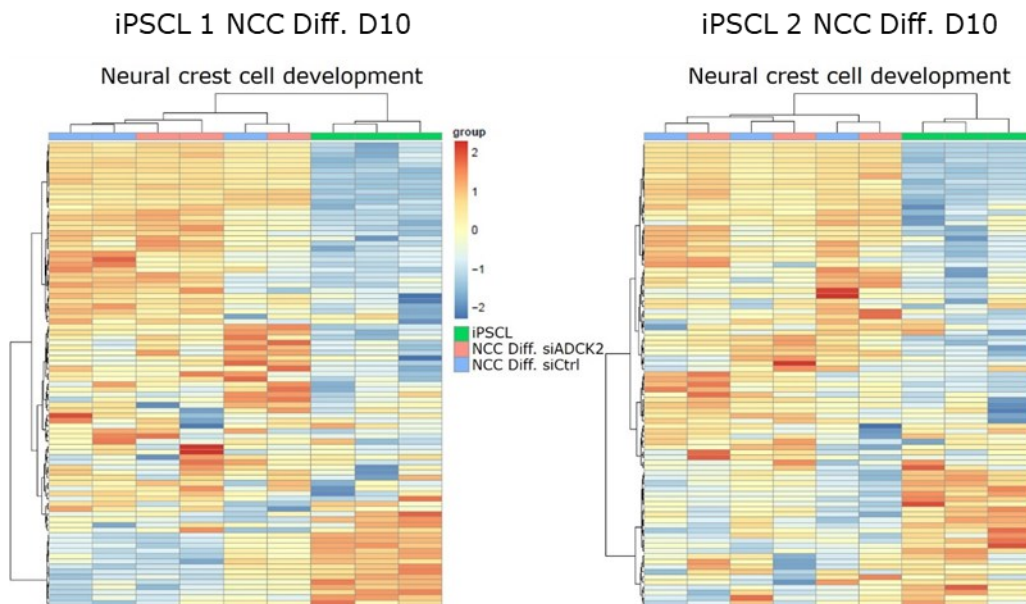 iPSCL 1 NCC Diff. D10
iPSCL 2 NCC Diff. D10
Neural crest cell development
Neural crest cell development
group
2
1
0
−1
−2
iPSCL
NCC Diff. siADCK2
NCC Diff. siCtrl